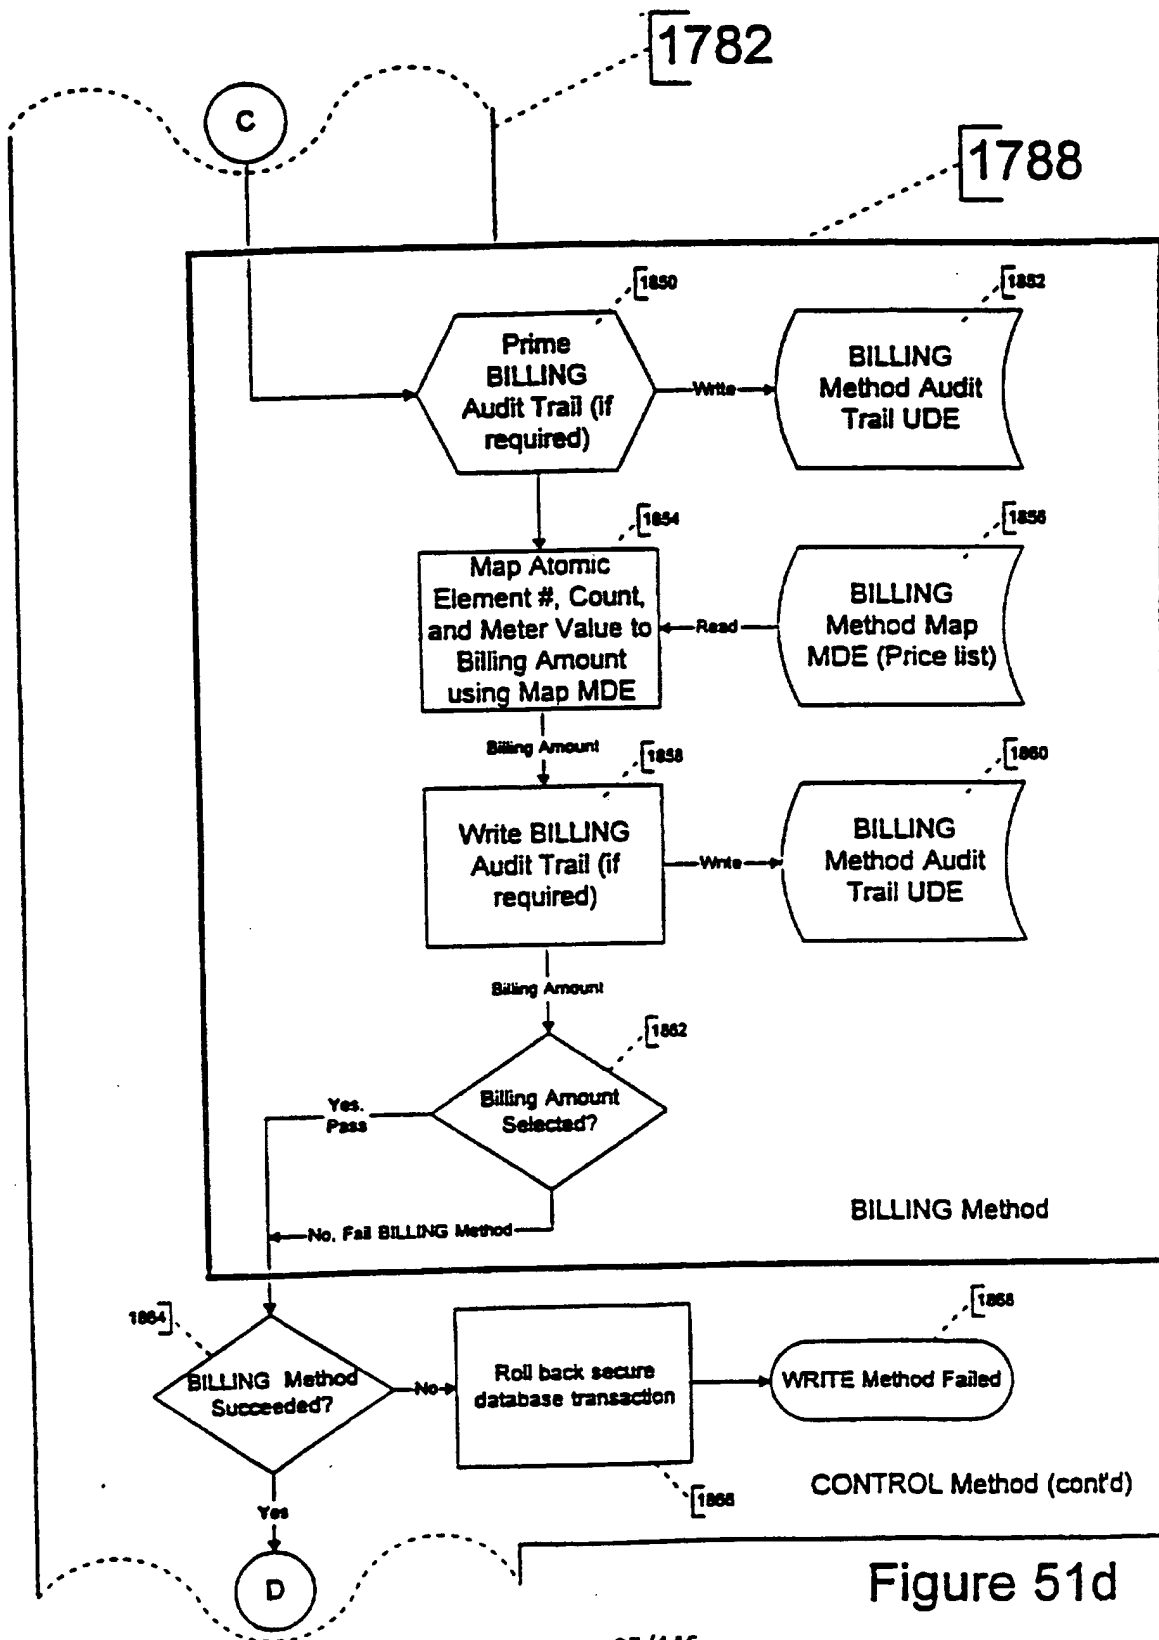 1782
C
1788
1850
1852
Prime
BILLING
Audit Trail (if
required)
Write
BILLING
Method Audit
Trail UDE
1854
1856
Map Atomic
Element #, Count,
and Meter Value to
Billing Amount
using Map MDE
Read
BILLING
Method Map
MDE (Price list)
Billing Amount
1858
1860
Write BILLING
Audit Trail (if
required)
Write
BILLING
Method Audit
Trail UDE
Billing Amount
1862
Billing Amount
Selected?
Yes.
Pass
No, Fail BILLING Method
BILLING Method
1864
1868
BILLING Method
Succeeded?
No
Roll back secure
database transaction
WRITE Method Failed
1866
CONTROL Method (cont'd)
Yes
D
Figure 51d